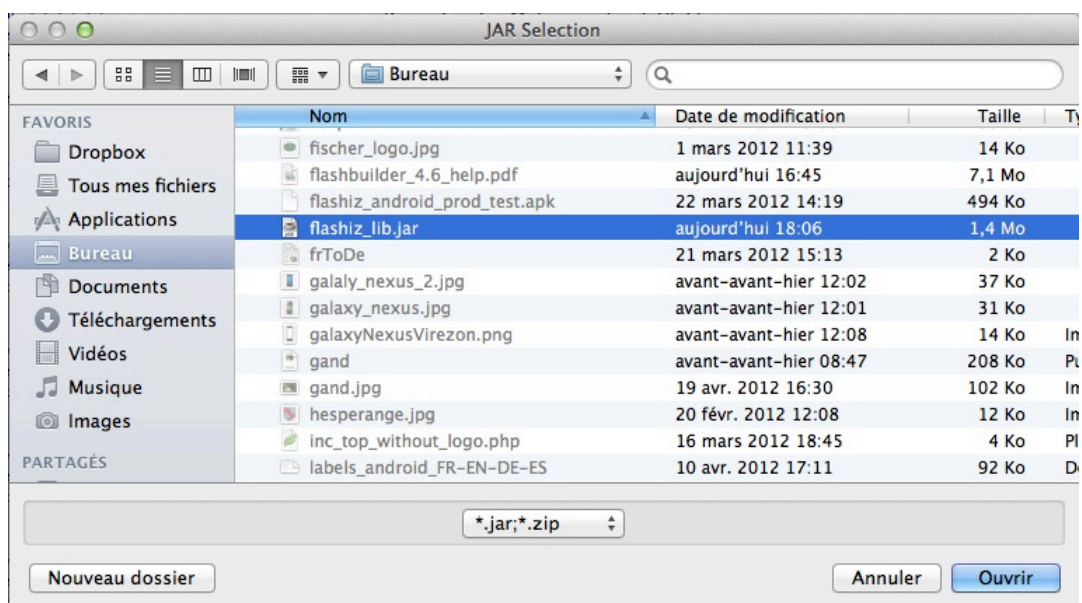 JAR Selection
Bureau
FAVORIS
Dropbox
Tous mes fichiers
Applications
Bureau
Documents
Téléchargements
Vidéos
Musique
Images
PARTAGÉS
Nom Date de modification Taille Ty
fischer_logo.jpg 1 mars 2012 11:39 14 Ko
flashbuilder_4.6_help.pdf aujourd'hui 16:45 7,1 Mo
flashiz_android_prod_test.apk 22 mars 2012 14:19 494 Ko
flashiz_lib.jar aujourd'hui 18:06 1,4 Mo
frToDe 21 mars 2012 15:13 2 Ko
galaly_nexus_2.jpg avant-avant-hier 12:02 37 Ko
galaxy_nexus.jpg avant-avant-hier 12:01 31 Ko
galaxyNexusVirezon.png avant-avant-hier 12:08 14 Ko In
gand avant-avant-hier 08:47 208 Ko Pu
gand.jpg 19 avr. 2012 16:30 102 Ko In
hesperange.jpg 20 févr. 2012 12:08 12 Ko In
inc_top_without_logo.php 16 mars 2012 18:45 4 Ko Pl
labels_android_FR-EN-DE-ES 10 avr. 2012 17:11 92 Ko D
*.jar;*.zip
Nouveau dossier Annuler Ouvrir